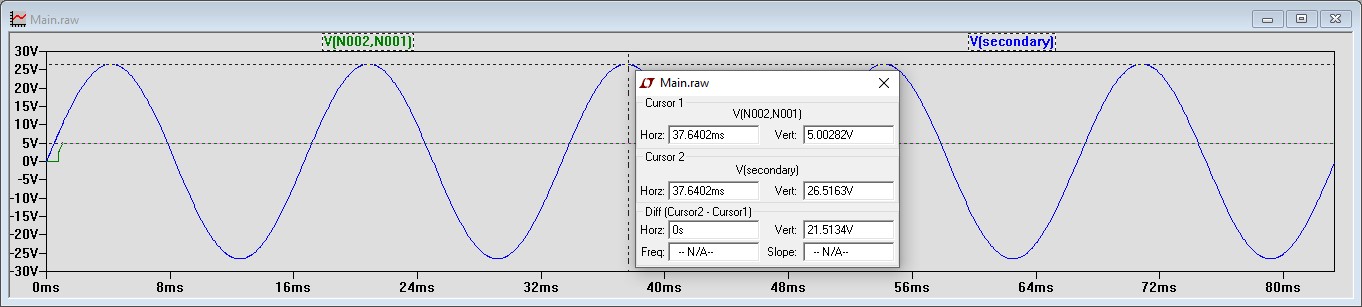 Main.raw
V(N002,N001) V(secondary)
30V
25V
20V
15V
10V
5V
0V
-5V
-10V
-15V
-20V
-25V
-30V
0ms 8ms 16ms 24ms 32ms 40ms 48ms 56ms 64ms 72ms 80ms
Main.raw
Cursor 1
V(N002,N001)
Horz: 37.6402ms Vert: 5.00282V
Cursor 2
V(secondary)
Horz: 37.6402ms Vert: 26.5163V
Diff (Cursor2 - Cursor1)
Horz: 0s Vert: 21.5134V
Freq: -- N/A-- Slope: -- N/A--